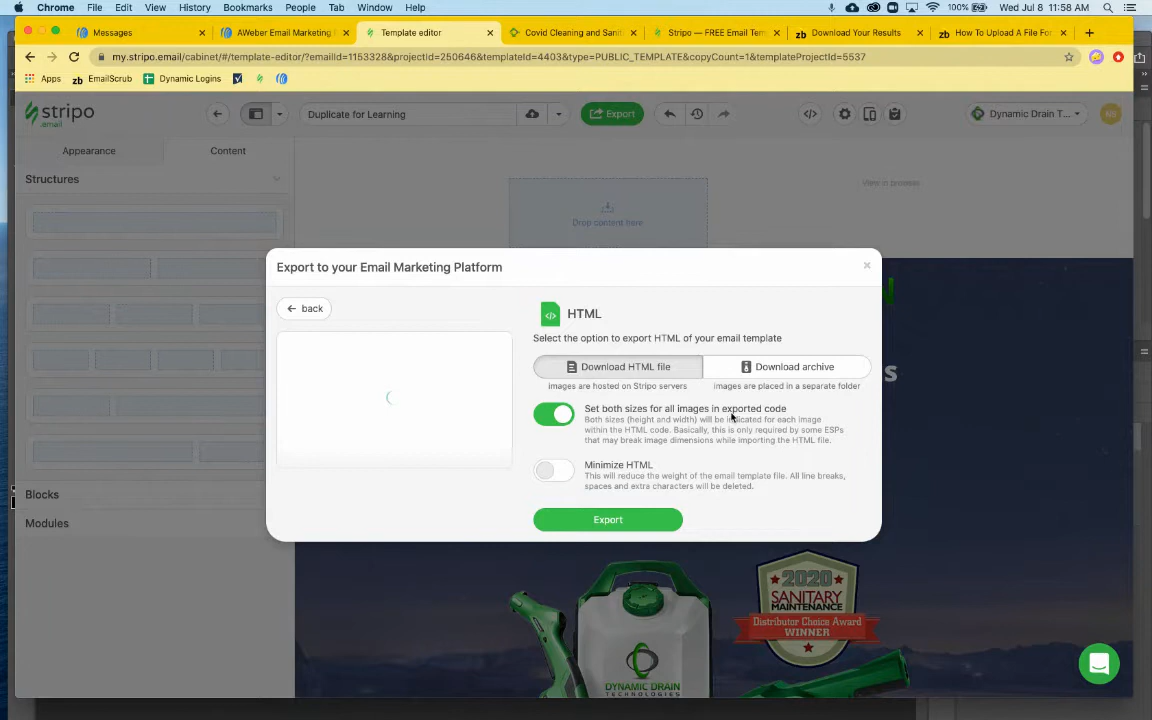 Chrome File Edit View History Bookmarks People Tab Window Help 100% Wed Jul 8 11:58 AM
Messages × AWeber Email Marketing × Template editor × Covid Cleaning and Sani × Stripo — FREE Email Tem × zb Download Your Results × zb How To Upload A File For ×
my.stripo.email/cabinet/#/template-editor/?emailId=1153328&projectId=250646&templateId=4403&type=PUBLIC_TEMPLATE&copyCount=1&templateProjectId=5537
Apps zb EmailScrub Dynamic Logins
stripo
.email
Duplicate for Learning
Export
Dynamic Drain T...
Appearance Content
View in browser
Structures
Drop content here
Export to your Email Marketing Platform ×
back
HTML
Select the option to export HTML of your email template
Download HTML file Download archive
images are hosted on Stripo servers images are placed in a separate folder
Set both sizes for all images in exported code
Both sizes (height and width) will be indicated for each image
within the HTML code. Basically, this is only required by some ESPs
that may break image dimensions while importing the HTML file.
Minimize HTML
This will reduce the weight of the email template file. All line breaks,
spaces and extra characters will be deleted.
Export
Blocks
Modules
2020
SANITARY
MAINTENANCE
Distributor Choice Award
WINNER
DYNAMIC DRAIN
TECHNOLOGIES